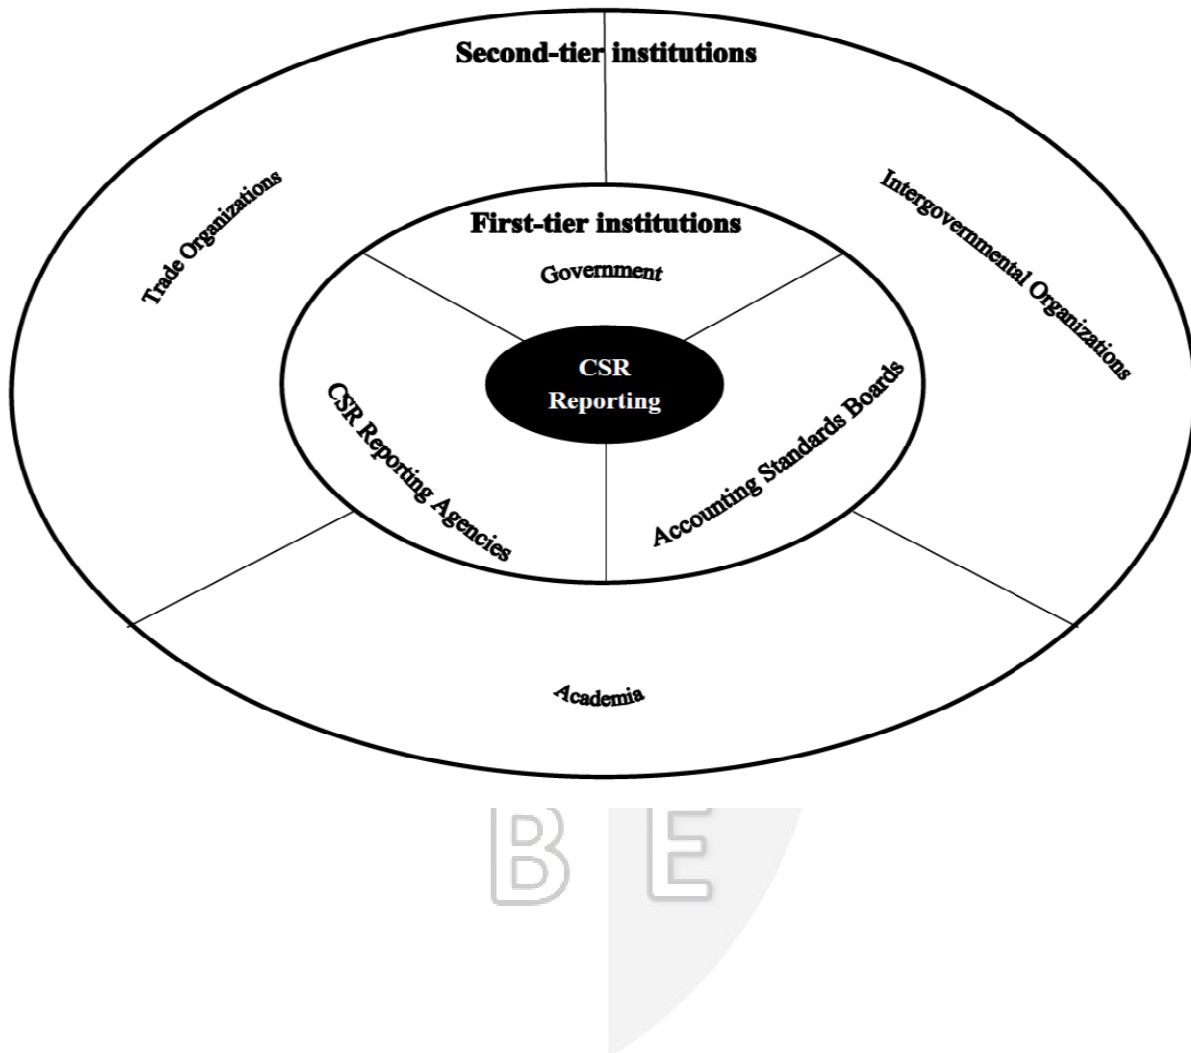 Second-tier institutions
Trade Organizations
Intergovernmental Organizations
First-tier institutions
Government
CSR
Reporting
CSR Reporting Agencies
Accounting Standards Boards
Academia
B E